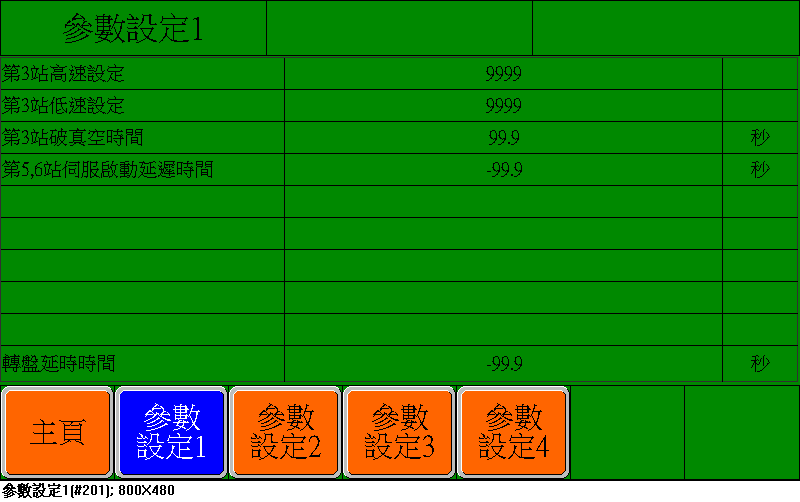 參數設定1
第3站高速設定 9999
第3站低速設定 9999
第3站破真空時間 99.9 秒
第5,6站伺服啟動延遲時間 -99.9 秒
轉盤延時時間 -99.9 秒
主頁
參數
設定1
參數
設定2
參數
設定3
參數
設定4
參數設定1(#201); 800X480